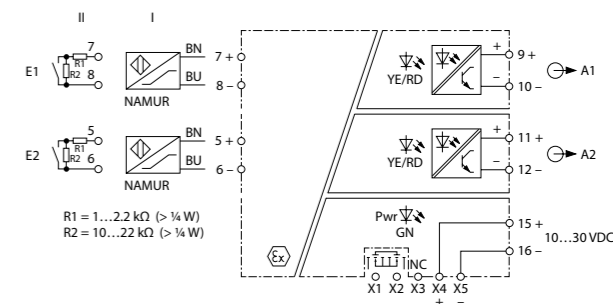 II I
E1
7
R1
R2
8
BN
7 +
BU
8 –
NAMUR
YE/RD
+
–
9 +
10 –
A1
E2
5
R1
R2
6
BN
5 +
BU
6 –
NAMUR
YE/RD
+
–
11 +
12 –
A2
R1 = 1…2.2 kΩ (> ¼ W)
R2 = 10…22 kΩ (> ¼ W)
Pwr
GN
15 +
16 –
10…30 VDC
Ex
NC
X1 X2 X3 X4 X5
+ –